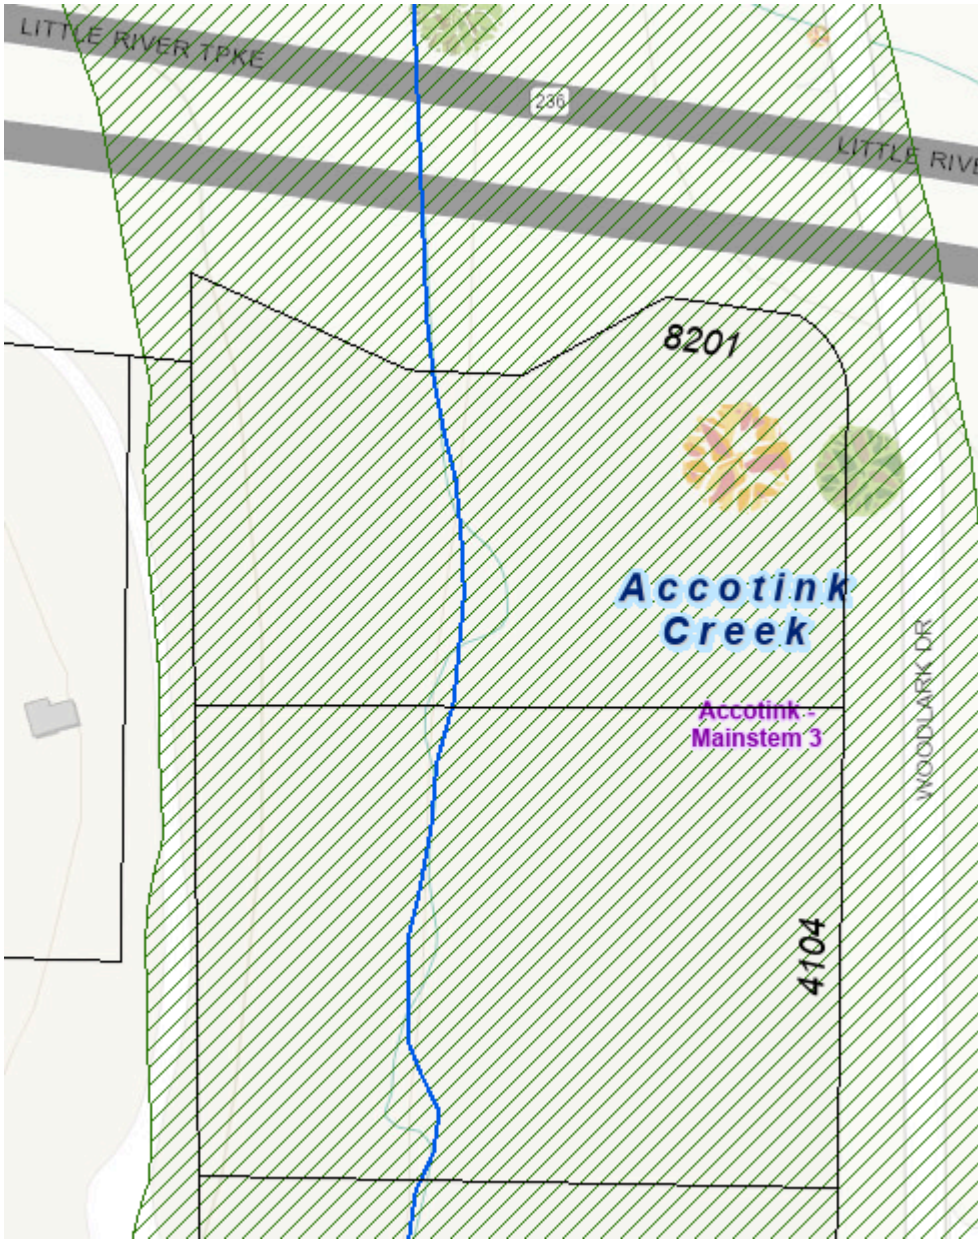 LITTLE RIVER TPKE
236
LITTLE RIVE
8201
Accotink
Creek
Accotink -
Mainstem 3
WOODLARK DR
4104